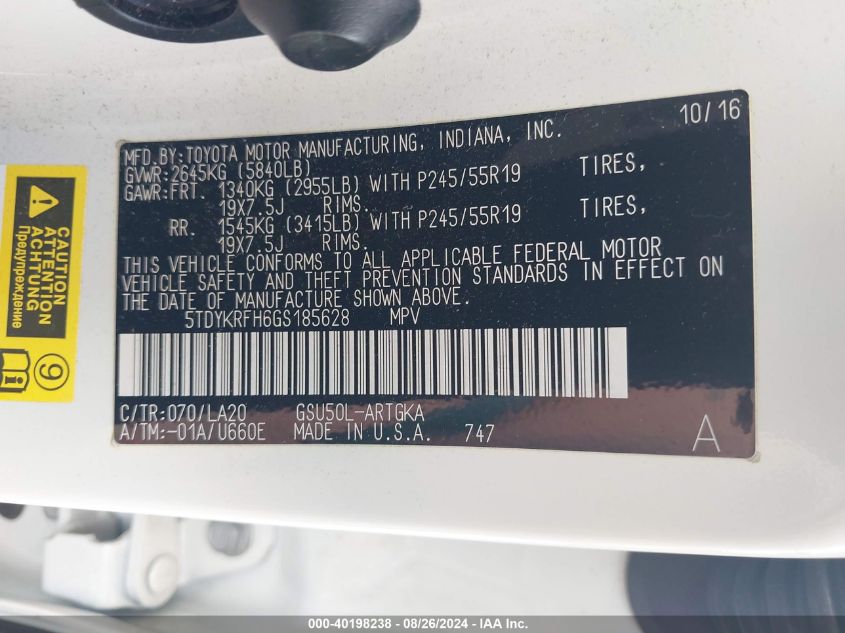 10/16
MFD.BY:TOYOTA MOTOR MANUFACTURING, INDIANA, INC.
GVWR:2645KG (5840LB)
GAWR:FRT. 1340KG (2955LB) WITH P245/55R19 TIRES,
19X7.5J RIMS.
RR. 1545KG (3415LB) WITH P245/55R19 TIRES,
19X7.5J RIMS.
THIS VEHICLE CONFORMS TO ALL APPLICABLE FEDERAL MOTOR
VEHICLE SAFETY AND THEFT PREVENTION STANDARDS IN EFFECT ON
THE DATE OF MANUFACTURE SHOWN ABOVE.
5TDYKRFH6GS185628 MPV
C/TR:070/LA20 GSU50L-ARTGKA
A/TM:-01A/U660E MADE IN U.S.A. 747
A
CAUTION
ATTENTION
ACHTUNG
Предупреждение
9
000-40198238 - 08/26/2024 - IAA Inc.